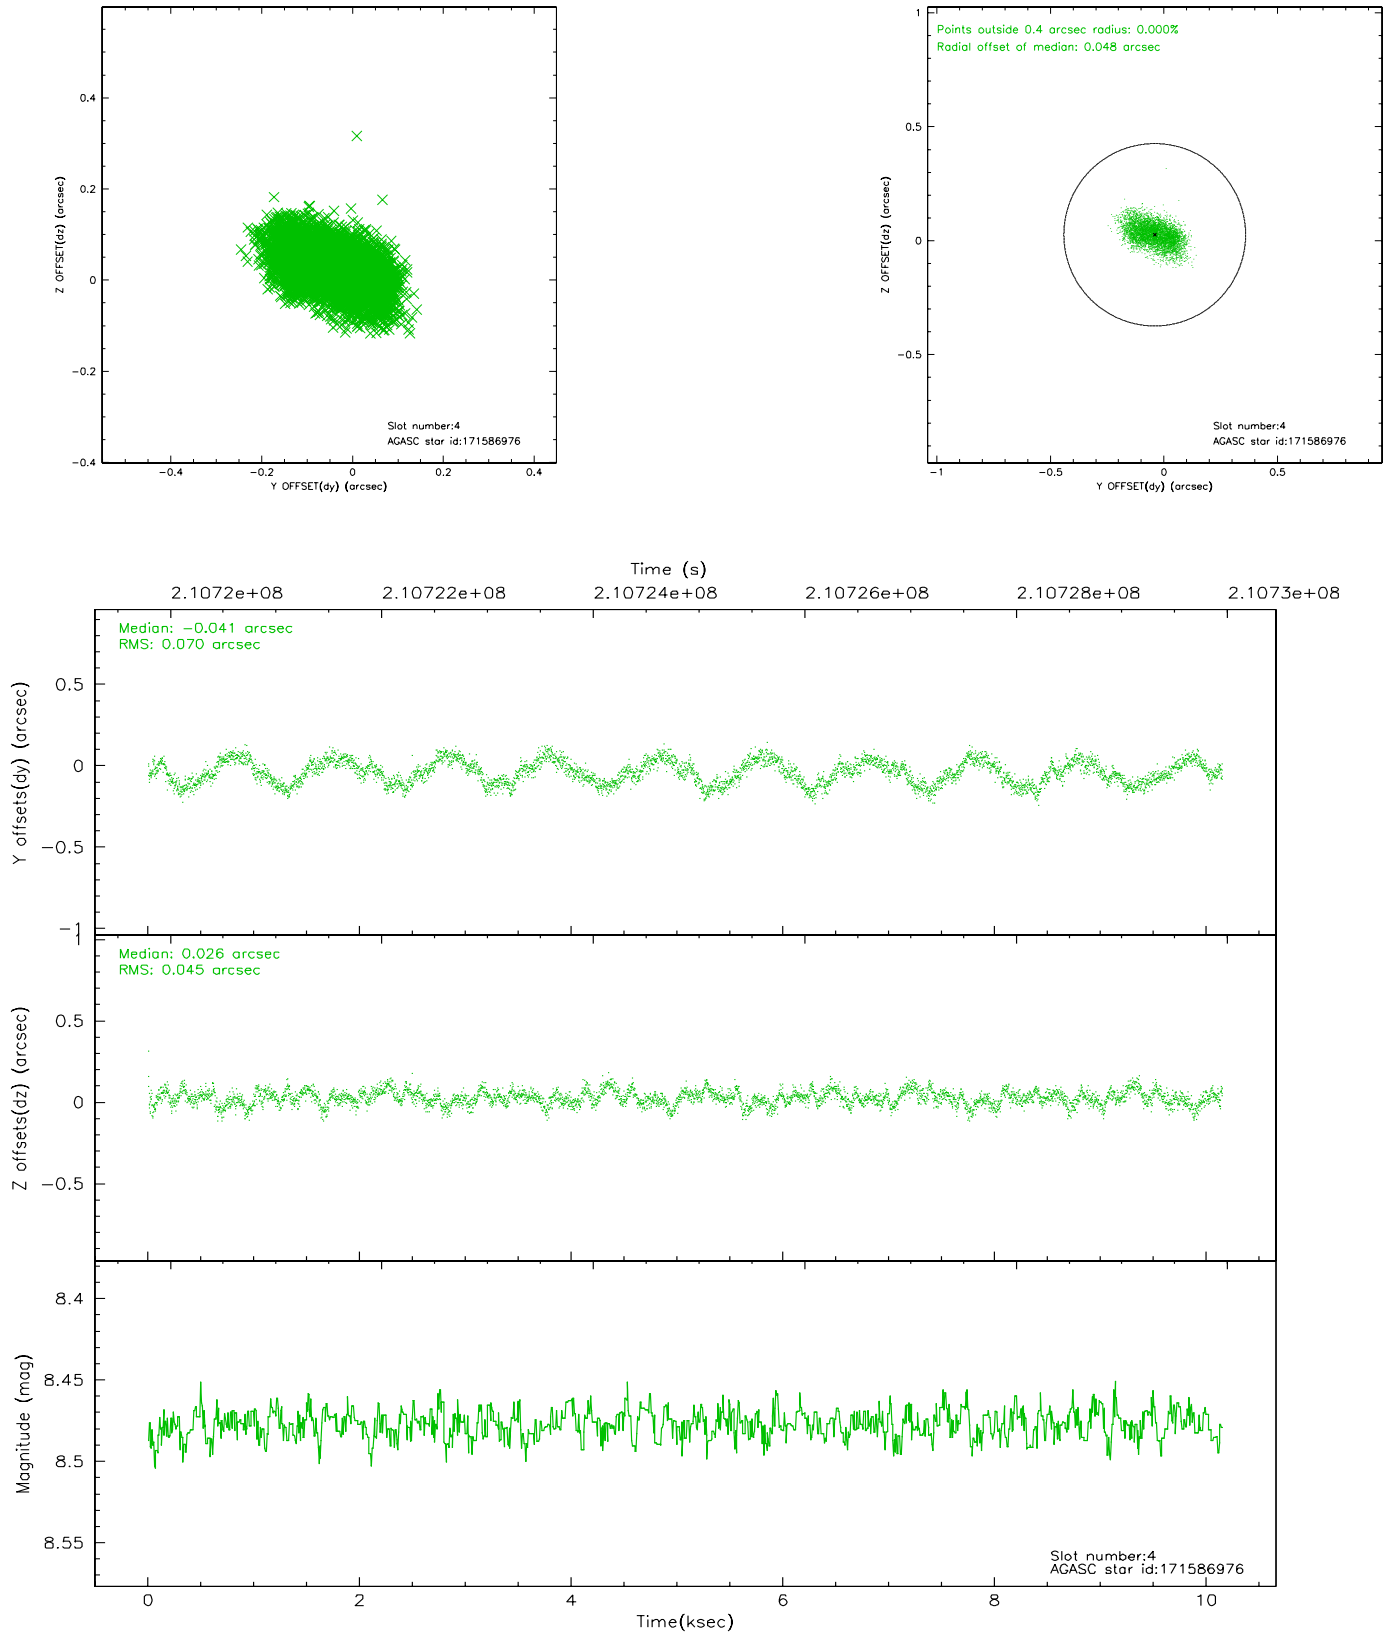 0.4
0.2
0
-0.2
-0.4
Z OFFSET(dz) (arcsec)
-0.4
-0.2
0
0.2
0.4
Y OFFSET(dy) (arcsec)
Slot number:4
AGASC star id:171586976
Points outside 0.4 arcsec radius: 0.000%
Radial offset of median: 0.048 arcsec
1
0.5
0
-0.5
Z OFFSET(dz) (arcsec)
-1
-0.5
0
0.5
Y OFFSET(dy) (arcsec)
Slot number:4
AGASC star id:171586976
Time (s)
2.1072e+08
2.10722e+08
2.10724e+08
2.10726e+08
2.10728e+08
2.1073e+08
Median: -0.041 arcsec
RMS: 0.070 arcsec
0.5
0
-0.5
-1
Y offsets(dy) (arcsec)
Median: 0.026 arcsec
RMS: 0.045 arcsec
1
0.5
0
-0.5
Z offsets(dz) (arcsec)
8.4
8.45
8.5
8.55
Magnitude (mag)
Slot number:4
AGASC star id:171586976
0
2
4
6
8
10
Time(ksec)